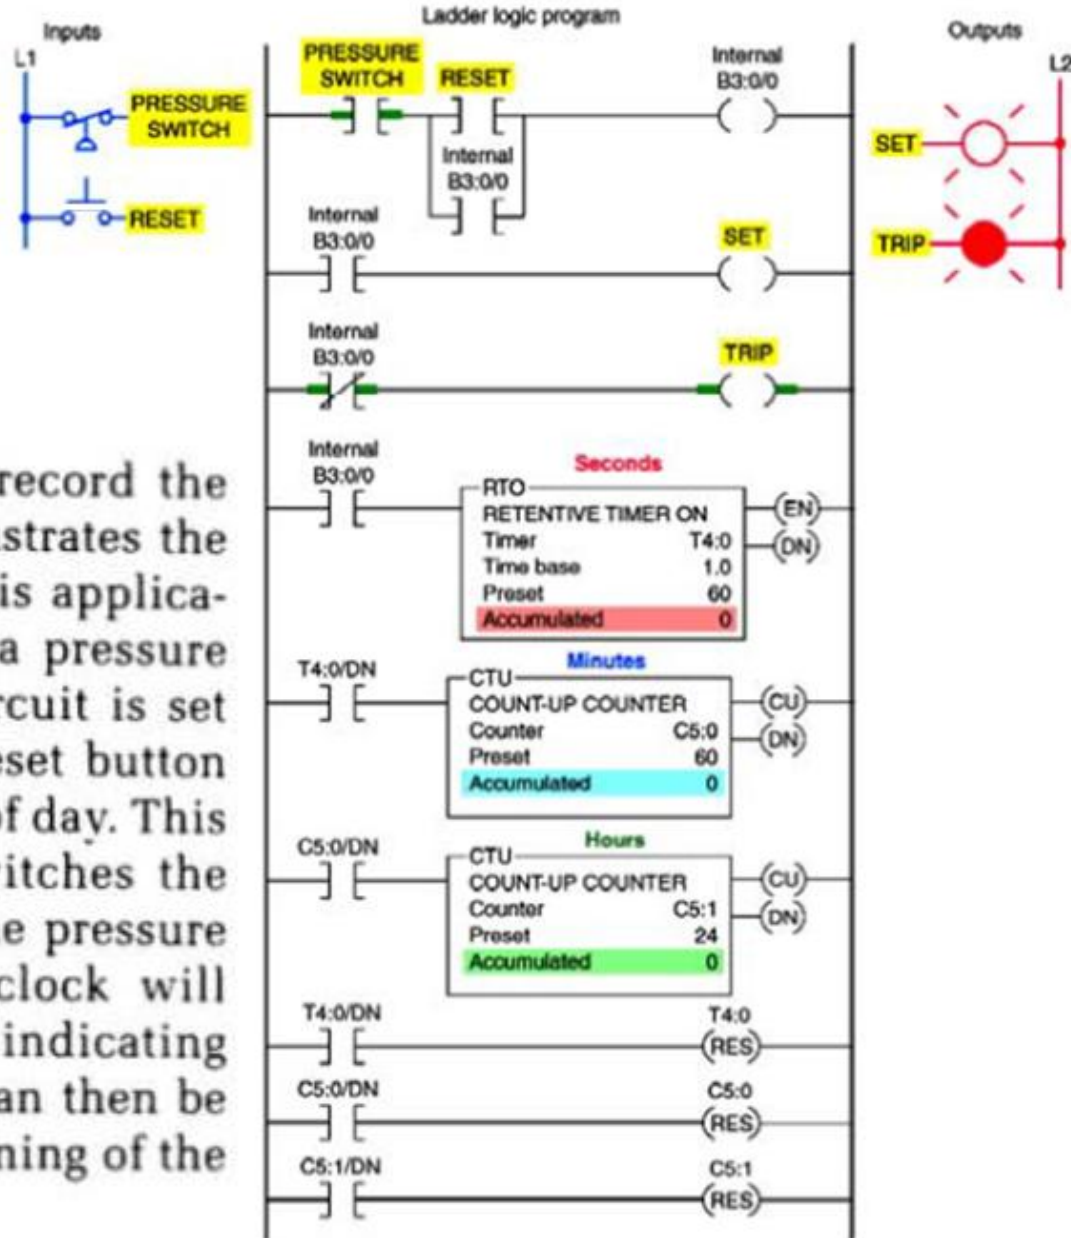 Ladder logic program
Inputs
L1
PRESSURE
SWITCH
RESET
PRESSURE
SWITCH
RESET
Internal
B3:0/0
Internal
B3:0/0
Internal
B3:0/0
SET
Internal
B3:0/0
TRIP
Internal
B3:0/0
Seconds
RTO
RETENTIVE TIMER ON
Timer T4:0
Time base 1.0
Preset 60
Accumulated 0
EN
DN
T4:0/DN
Minutes
CTU
COUNT-UP COUNTER
Counter C5:0
Preset 60
Accumulated 0
CU
DN
C5:0/DN
Hours
CTU
COUNT-UP COUNTER
Counter C5:1
Preset 24
Accumulated 0
CU
DN
T4:0/DN
T4:0
RES
C5:0/DN
C5:0
RES
C5:1/DN
C5:1
RES
Outputs
L2
SET
TRIP
record the
strates the
is applica-
a pressure
rcuit is set
eset button
of day. This
itches the
e pressure
clock will
indicating
an then be
ning of the